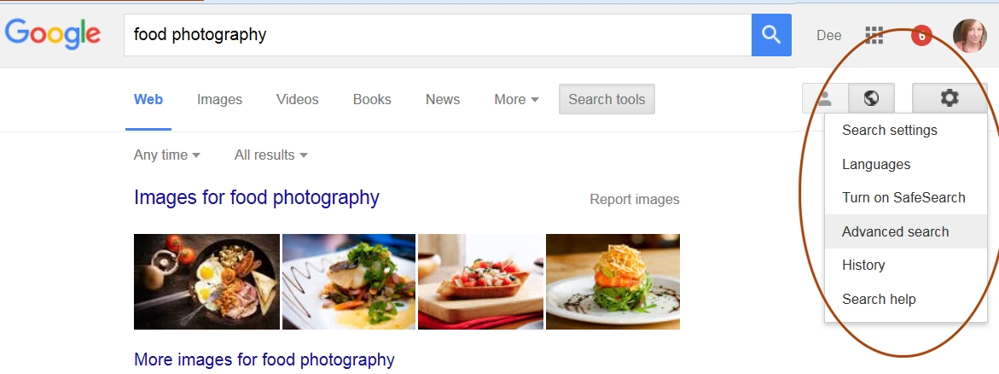 Google
food photography
Dee
6
Web Images Videos Books News More Search tools
Search settings
Languages
Turn on SafeSearch
Advanced search
History
Search help
Any time All results
Images for food photography
Report images
More images for food photography